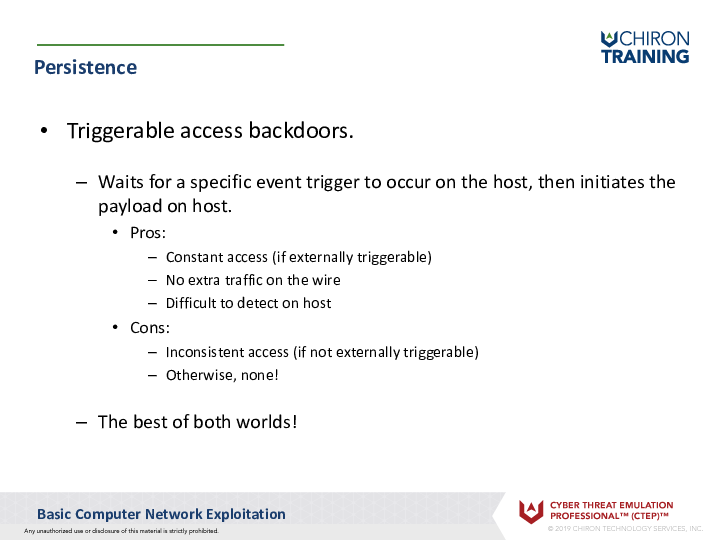 CHIRON
TRAINING
Persistence
• Triggerable access backdoors.
– Waits for a specific event trigger to occur on the host, then initiates the
payload on host.
• Pros:
– Constant access (if externally triggerable)
– No extra traffic on the wire
– Difficult to detect on host
• Cons:
– Inconsistent access (if not externally triggerable)
– Otherwise, none!
– The best of both worlds!
Basic Computer Network Exploitation
Any unauthorized use or disclosure of this material is strictly prohibited.
CYBER THREAT EMULATION
PROFESSIONAL™ (CTEP)™
© 2019 CHIRON TECHNOLOGY SERVICES, INC.